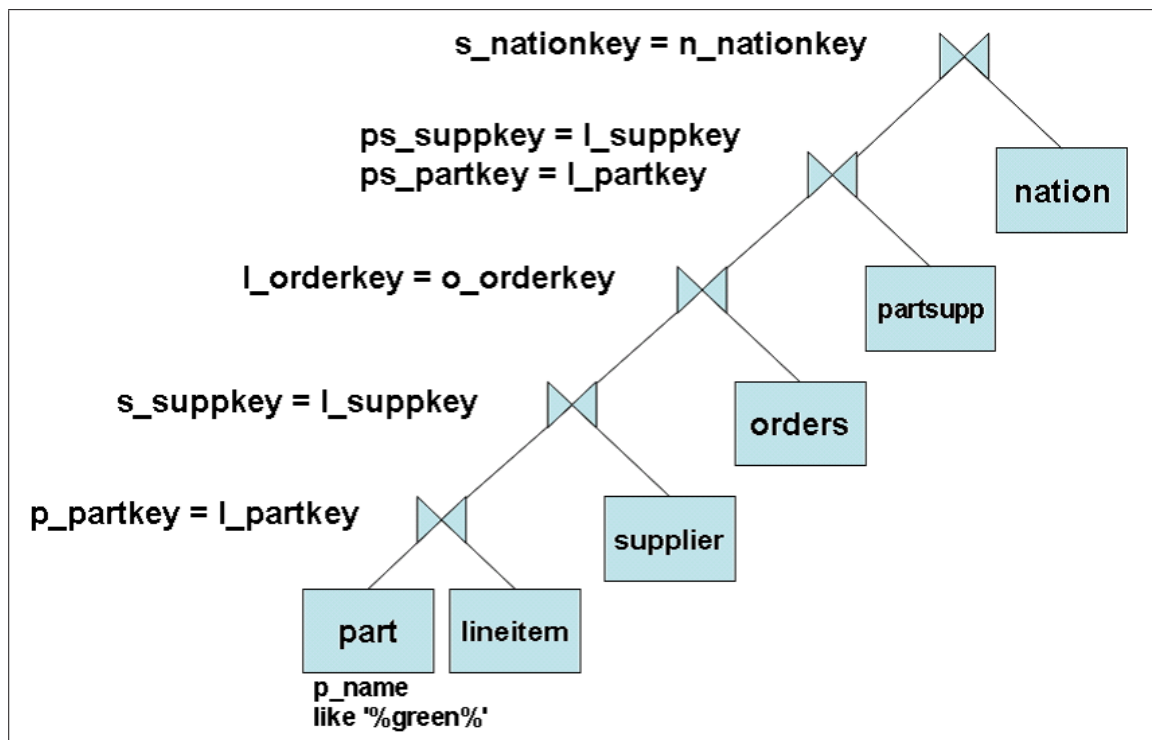 s_nationkey = n_nationkey
ps_suppkey = l_suppkey
ps_partkey = l_partkey
nation
l_orderkey = o_orderkey
partsupp
s_suppkey = l_suppkey
orders
p_partkey = l_partkey
supplier
part
lineitem
p_name
like '%green%'